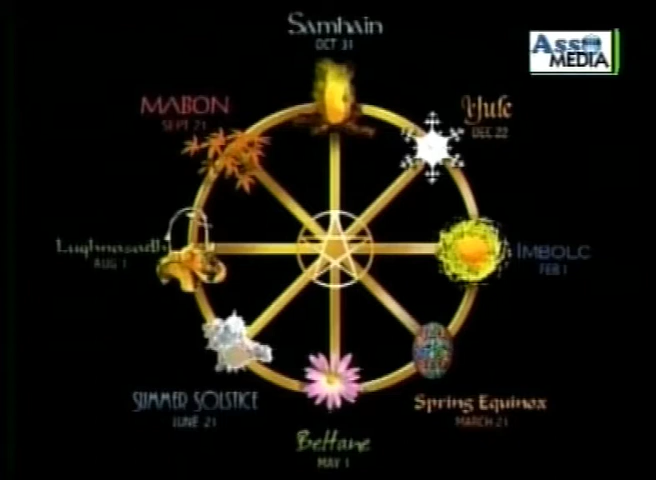 Samhain
OCT 31
Asso
MEDIA
MABON
SEPT 21
Yule
DEC 22
Lughnasadh
AUG 1
IMBOLC
FEB 1
SUMMER SOLSTICE
JUNE 21
Spring Equinox
MARCH 21
Beltane
MAY 1